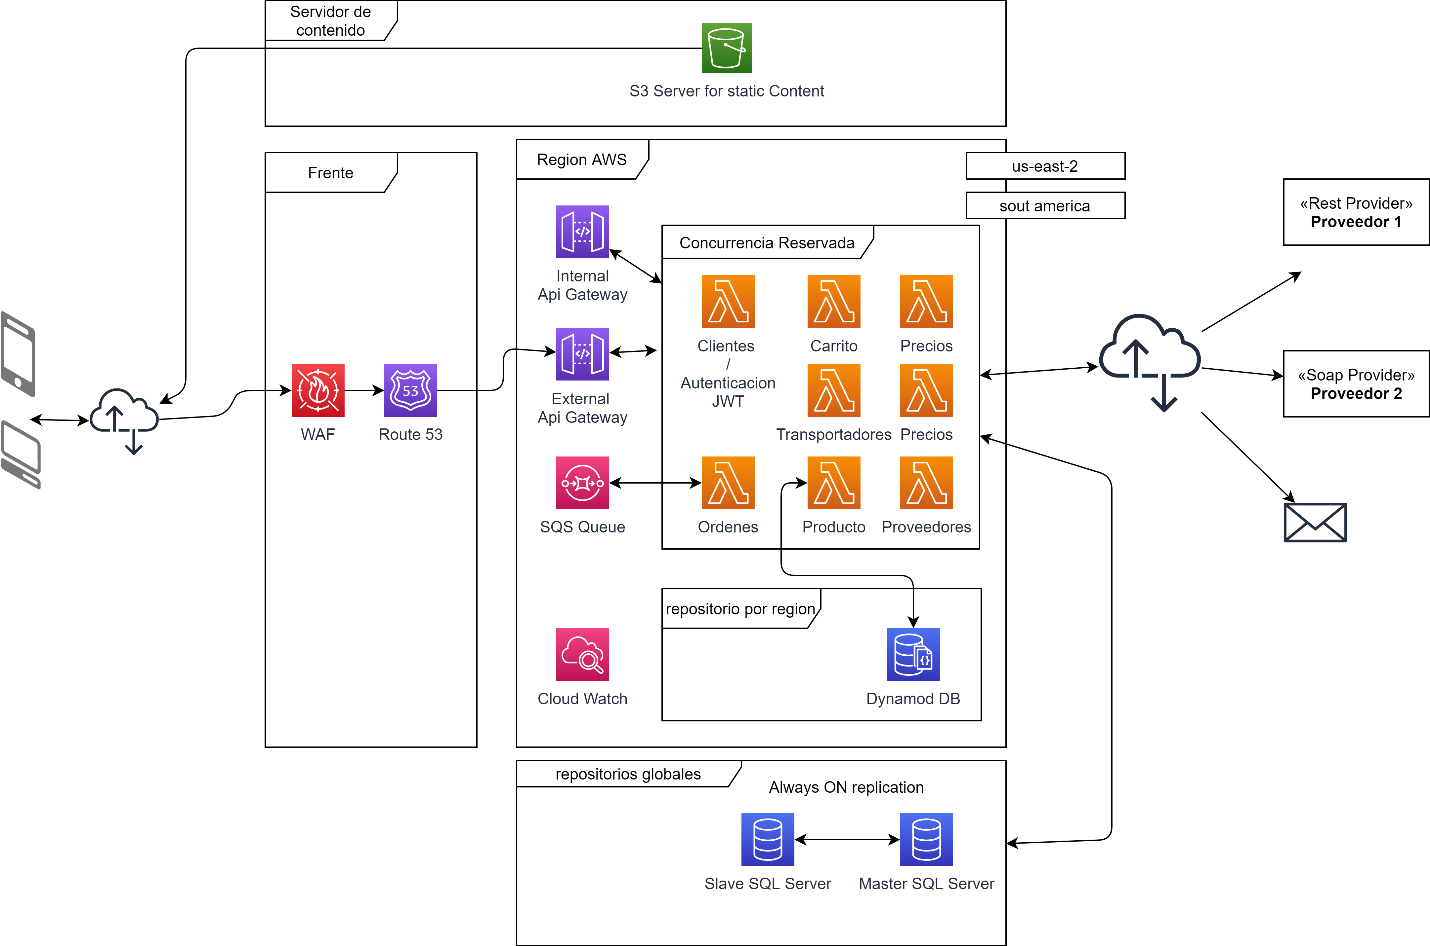 Servidor de
contenido
S3 Server for static Content
Frente
Region AWS
us-east-2
sout america
«Rest Provider»
Proveedor 1
Concurrencia Reservada
Internal
Api Gateway
Clientes
/
Autenticacion
JWT
Carrito
Precios
«Soap Provider»
Proveedor 2
53
WAF
Route 53
External
Api Gateway
Transportadores
Precios
SQS Queue
Ordenes
Producto
Proveedores
repositorio por region
Cloud Watch
Dynamod DB
repositorios globales
Always ON replication
Slave SQL Server
Master SQL Server